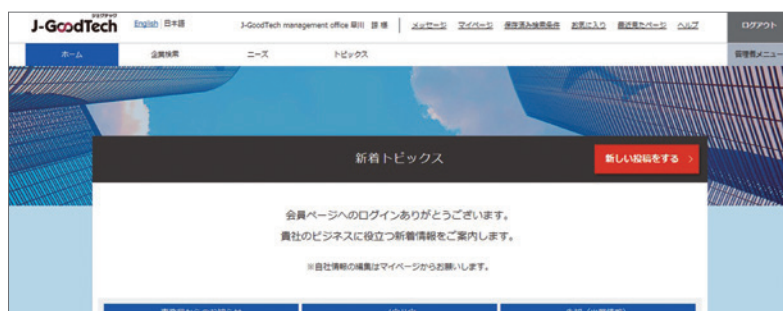 ジェグテック
J-GoodTech
English 日本語
J-GoodTech management office
メッセージ マイページ 保存済み検索条件 お気に入り 最近見たページ ヘルプ
ログアウト
ホーム 企業検索 ニーズ トピックス
管理者メニュー
新着トピックス
新しい投稿をする
会員ページへのログインありがとうございます。
貴社のビジネスに役立つ新着情報をご案内します。
※自社情報の編集はマイページからお願いします。